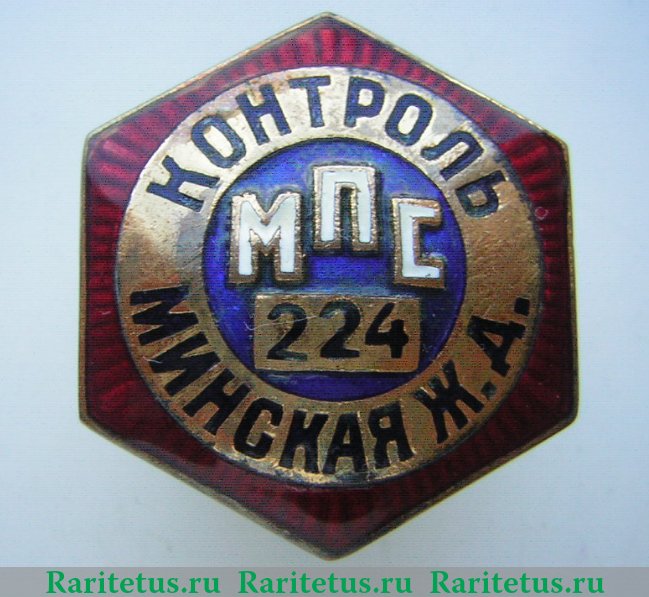 КОНТРОЛЬ
МПС
224
МИНСКАЯ Ж.Д.
Raritetus.ru Raritetus.ru Raritetus.ru